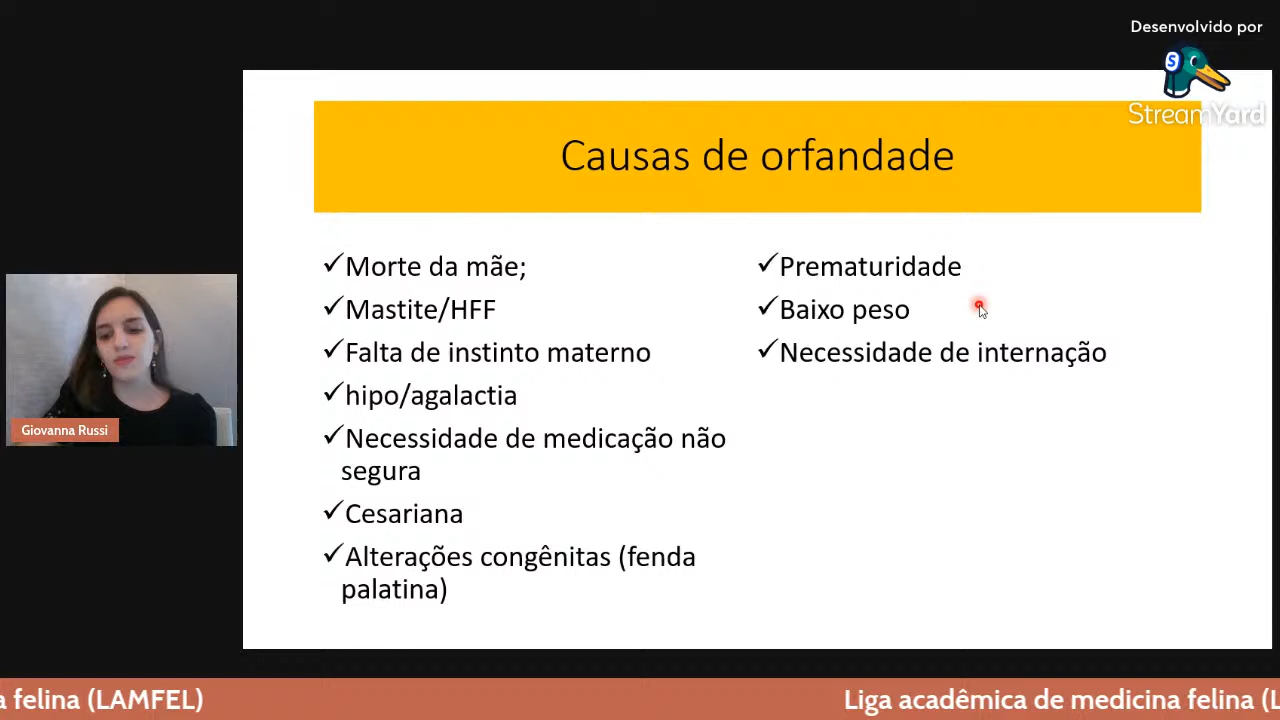 Desenvolvido por
StreamYard
Causas de orfandade
✓Morte da mãe;
✓Mastite/HFF
✓Falta de instinto materno
✓hipo/agalactia
✓Necessidade de medicação não
segura
✓Cesariana
✓Alterações congênitas (fenda
palatina)
✓Prematuridade
✓Baixo peso
✓Necessidade de internação
Giovanna Russi
a felina (LAMFEL)
Liga acadêmica de medicina felina (L